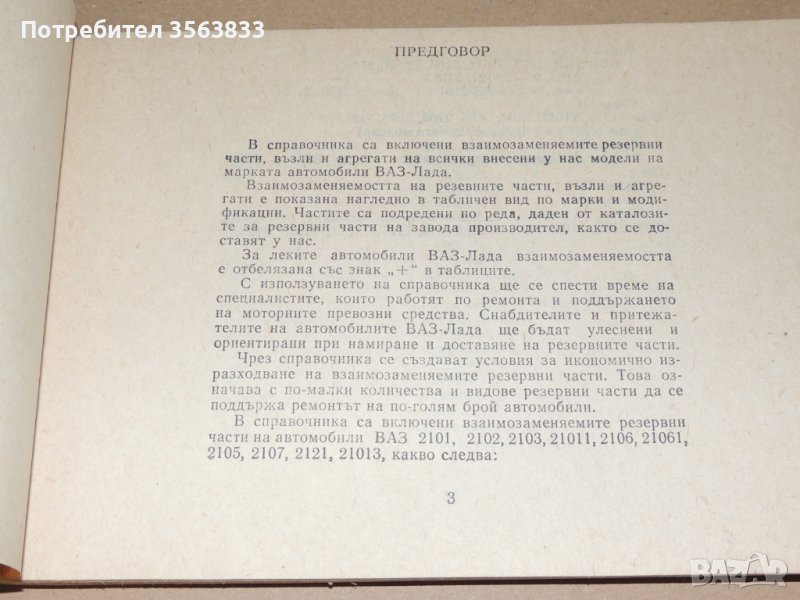 Потребител 3563833
ПРЕДГОВОР
В справочника са включени взаимозаменяемите резервни
части, възли и агрегати на всички внесени у нас модели на
марката автомобили ВАЗ-Лада.
Взаимозаменяемостта на резевните части, възли и агре-
гати е показана нагледно в табличен вид по марки и моди-
фикации. Частите са подредени по реда, даден от каталози-
те за резервни части на завода производител, както се до-
ставят у нас.
За леките автомобили ВАЗ-Лада взаимозаменяемостта
е отбелязана със знак „+“ в таблиците.
С използуването на справочника ще се спести време на
специалистите, които работят по ремонта и поддържането
на моторните превозни средства. Снабдителите и притежа-
телите на автомобилите ВАЗ-Лада ще бъдат улеснени и
ориентирани при намиране и доставяне на резервните части.
Чрез справочника се създават условия за икономично из-
разходване на взаимозаменяемите резервни части. Това оз-
начава с по-малки количества и видове резервни части да се
поддържа ремонтът на по-голям брой автомобили.
В справочника са включени взаимозаменяемите резервни
части на автомобили ВАЗ 2101, 2102, 2103, 21011, 2106, 21061,
2105, 2107, 2121, 21013, какво следва:
3
BAZAR